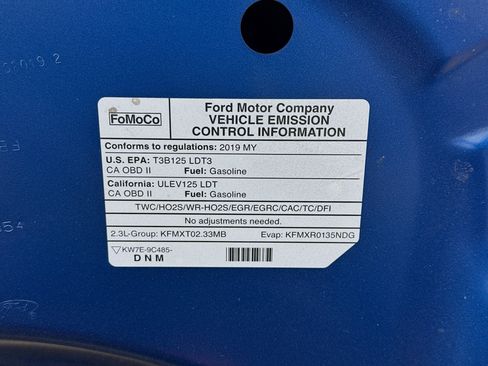 FoMoCo
Ford Motor Company
VEHICLE EMISSION
CONTROL INFORMATION
Conforms to regulations: 2019 MY
U.S. EPA: T3B125 LDT3
CA OBD II Fuel: Gasoline
California: ULEV125 LDT
CA OBD II Fuel: Gasoline
TWC/HO2S/WR-HO2S/EGR/EGRC/CAC/TC/DFI
No adjustments needed.
2.3L-Group: KFMXT02.33MB Evap: KFMXR0135NDG
KW7E-9C485-
DNM